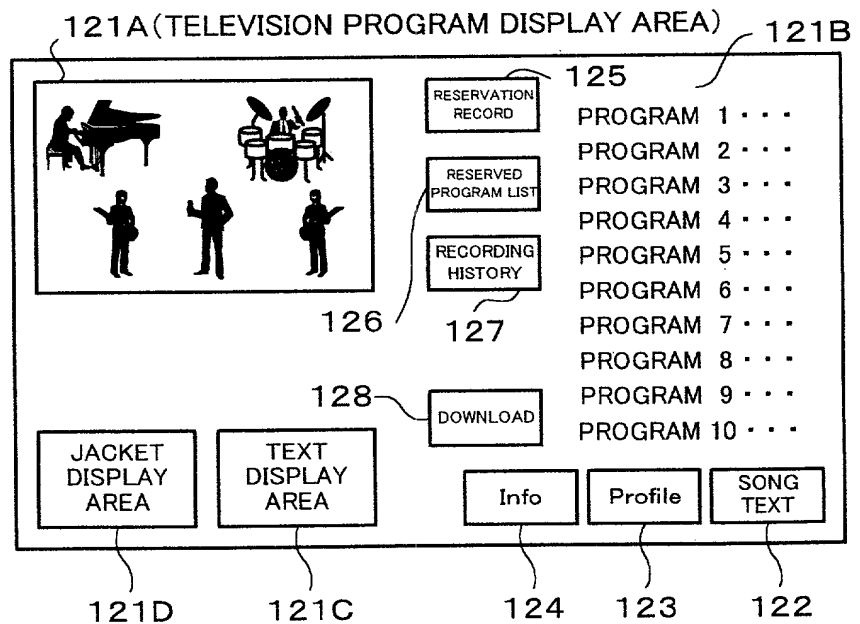 121A(TELEVISION PROGRAM DISPLAY AREA)
121B
125
RESERVATION
RECORD
RESERVED
PROGRAM LIST
RECORDING
HISTORY
126
127
128
DOWNLOAD
PROGRAM 1 · · ·
PROGRAM 2 · · ·
PROGRAM 3 · · ·
PROGRAM 4 · · ·
PROGRAM 5 · · ·
PROGRAM 6 · · ·
PROGRAM 7 · · ·
PROGRAM 8 · · ·
PROGRAM 9 · · ·
PROGRAM 10 · · ·
JACKET
DISPLAY
AREA
TEXT
DISPLAY
AREA
Info
Profile
SONG
TEXT
121D
121C
124
123
122